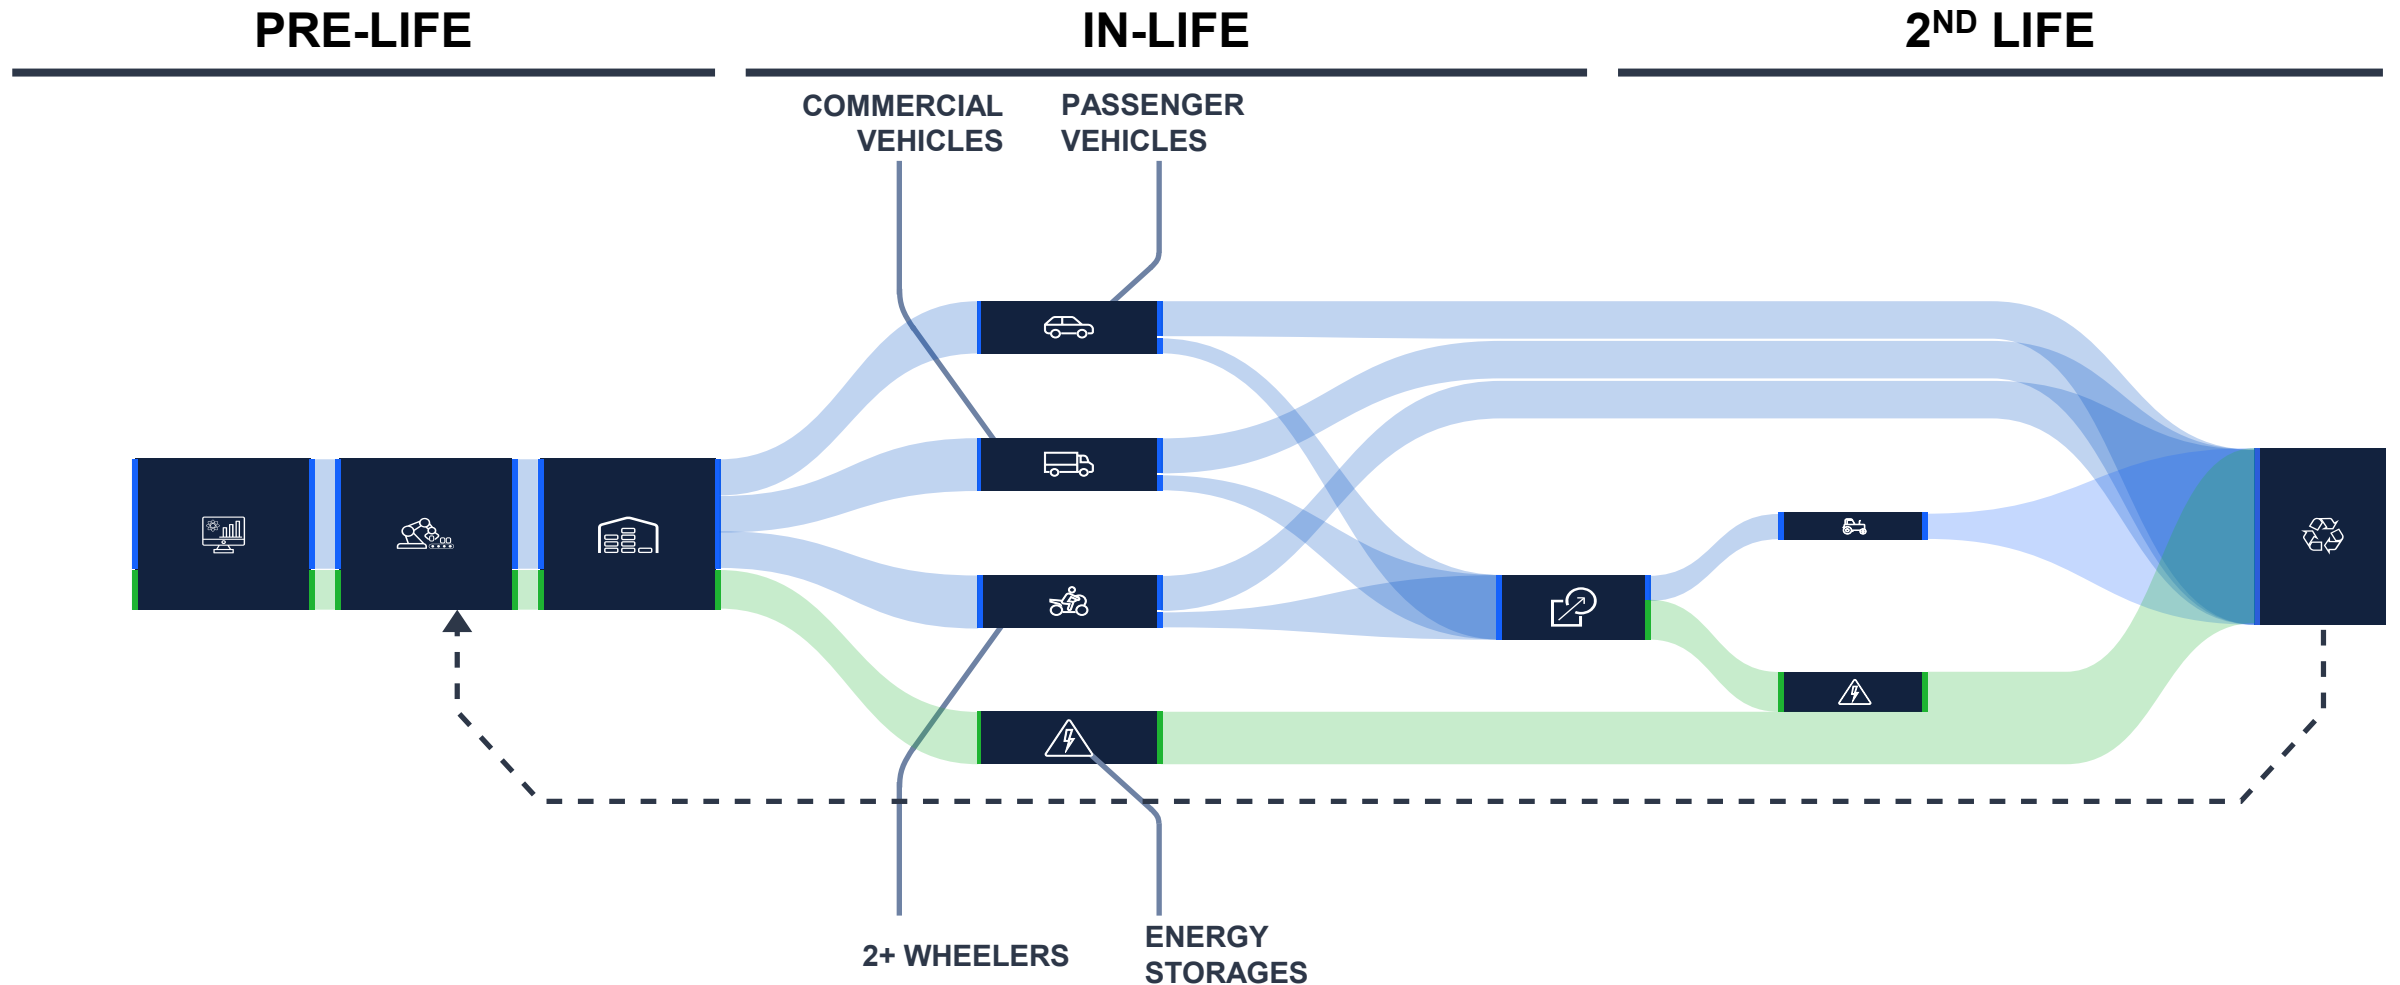 PRE-LIFE
IN-LIFE
2ND LIFE
COMMERCIAL
VEHICLES
PASSENGER
VEHICLES
2+ WHEELERS
ENERGY
STORAGES